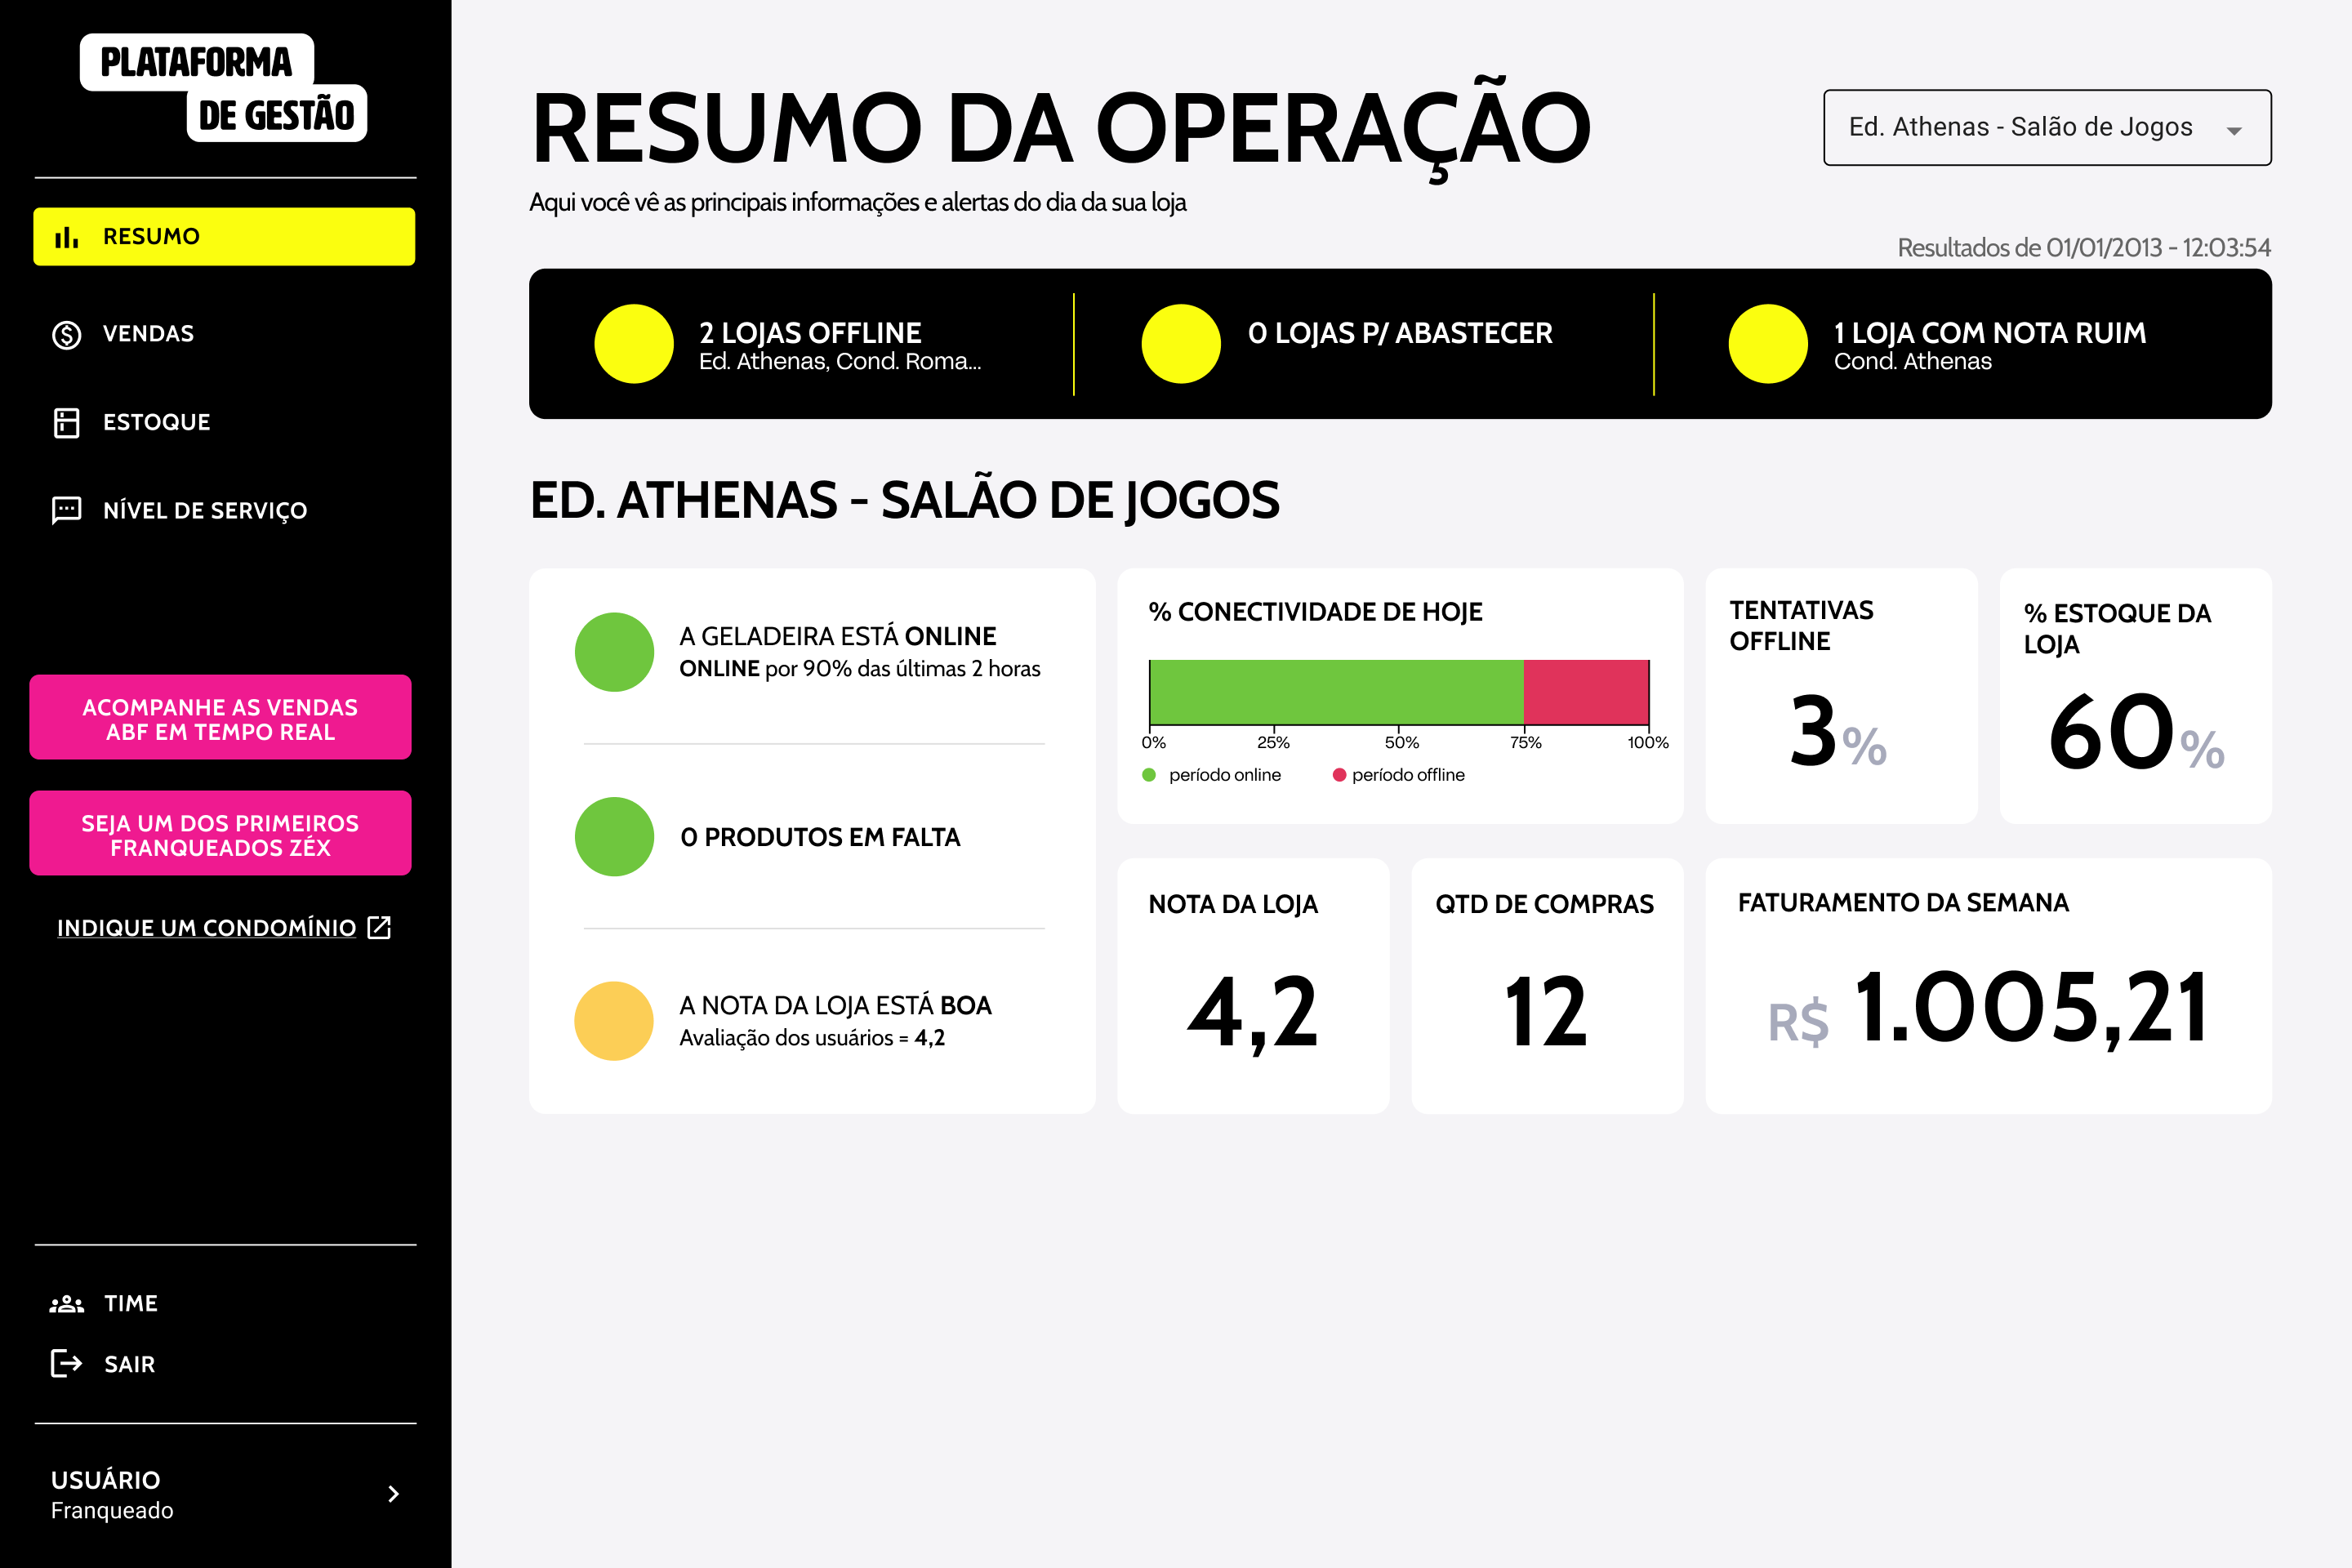 PLATAFORMA
DE GESTÃO
RESUMO
VENDAS
ESTOQUE
NÍVEL DE SERVIÇO
ACOMPANHE AS VENDAS
ABF EM TEMPO REAL
SEJA UM DOS PRIMEIROS
FRANQUEADOS ZÉX
INDIQUE UM CONDOMÍNIO
TIME
SAIR
USUÁRIO
Franqueado
RESUMO DA OPERAÇÃO
Ed. Athenas - Salão de Jogos
Aqui você vê as principais informações e alertas do dia da sua loja
Resultados de 01/01/2013 - 12:03:54
2 LOJAS OFFLINE
Ed. Athenas, Cond. Roma...
0 LOJAS P/ ABASTECER
1 LOJA COM NOTA RUIM
Cond. Athenas
ED. ATHENAS - SALÃO DE JOGOS
A GELADEIRA ESTÁ ONLINE
ONLINE por 90% das últimas 2 horas
0 PRODUTOS EM FALTA
A NOTA DA LOJA ESTÁ BOA
Avaliação dos usuários = 4,2
% CONECTIVIDADE DE HOJE
0% 25% 50% 75% 100%
período online período offline
TENTATIVAS
OFFLINE
3%
% ESTOQUE DA
LOJA
60%
NOTA DA LOJA
4,2
QTD DE COMPRAS
12
FATURAMENTO DA SEMANA
R$ 1.005,21